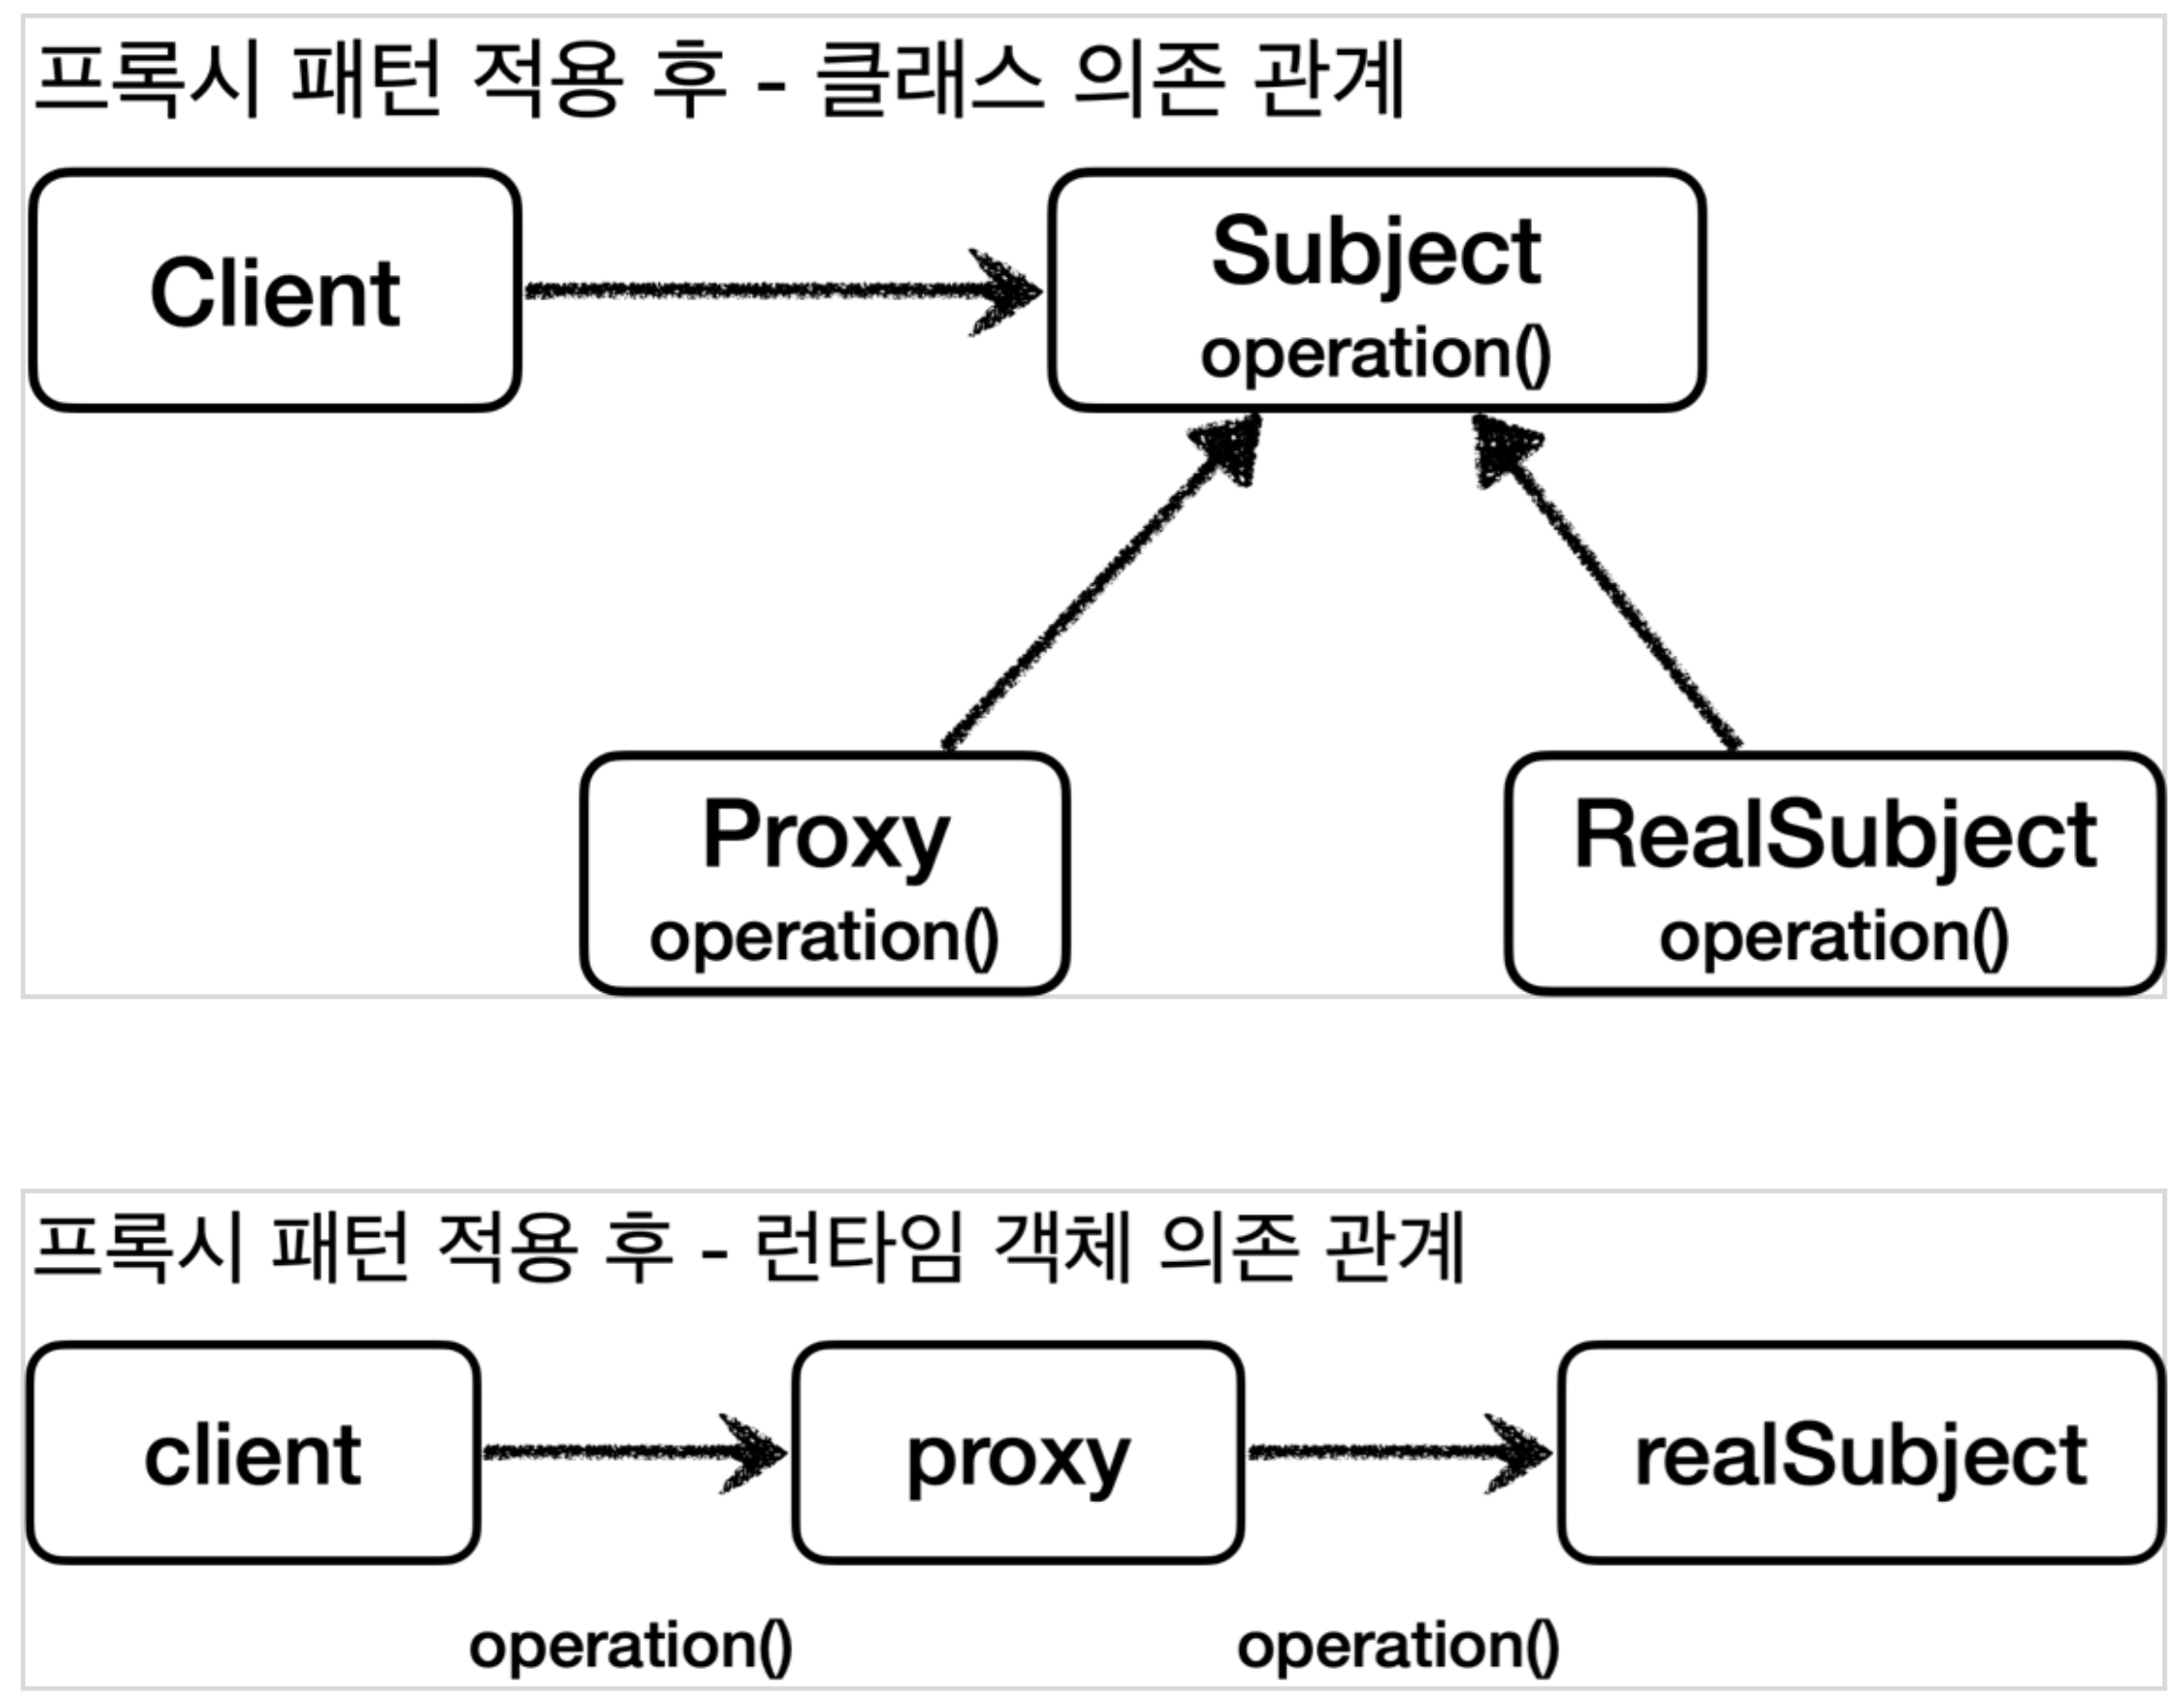 프록시 패턴 적용 후 - 클래스 의존 관계
Client
Subject
operation()
Proxy
operation()
RealSubject
operation()
프록시 패턴 적용 후 - 런타임 객체 의존 관계
client
proxy
realSubject
operation()
operation()